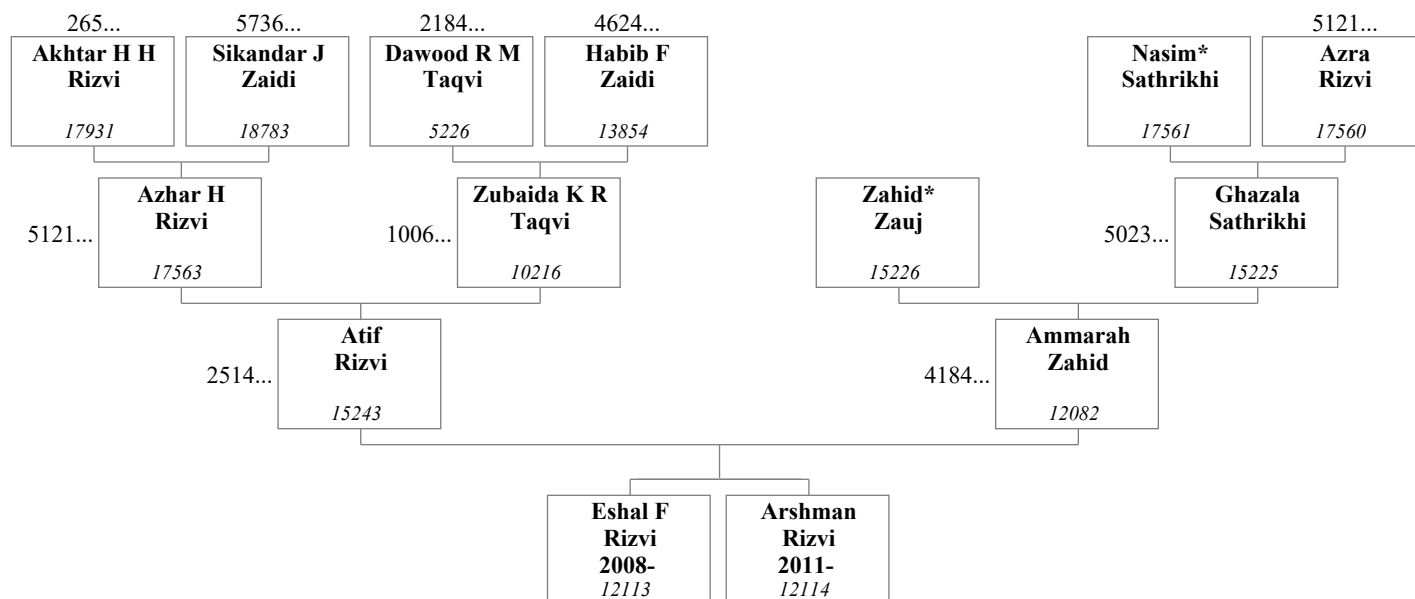 265...
5736...
2184...
4624...
5121...
Akhtar H H
Rizvi
17931
Sikandar J
Zaidi
18783
Dawood R M
Taqvi
5226
Habib F
Zaidi
13854
Nasim*
Sathrikhi
17561
Azra
Rizvi
17560
5121...
Azhar H
Rizvi
17563
1006...
Zubaida K R
Taqvi
10216
Zahid*
Zauj
15226
5023...
Ghazala
Sathrikhi
15225
2514...
Atif
Rizvi
15243
4184...
Ammarah
Zahid
12082
Eshal F
Rizvi
2008-
12113
Arshman
Rizvi
2011-
12114